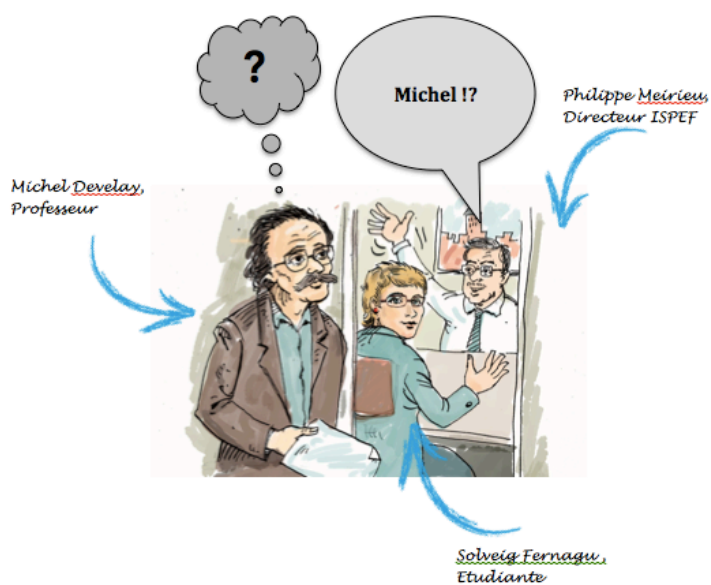 ?
Michel !?
Philippe Meirieu,
Directeur ISPEF
Michel Develay,
Professeur
Solveig Fernagu ,
Etudiante